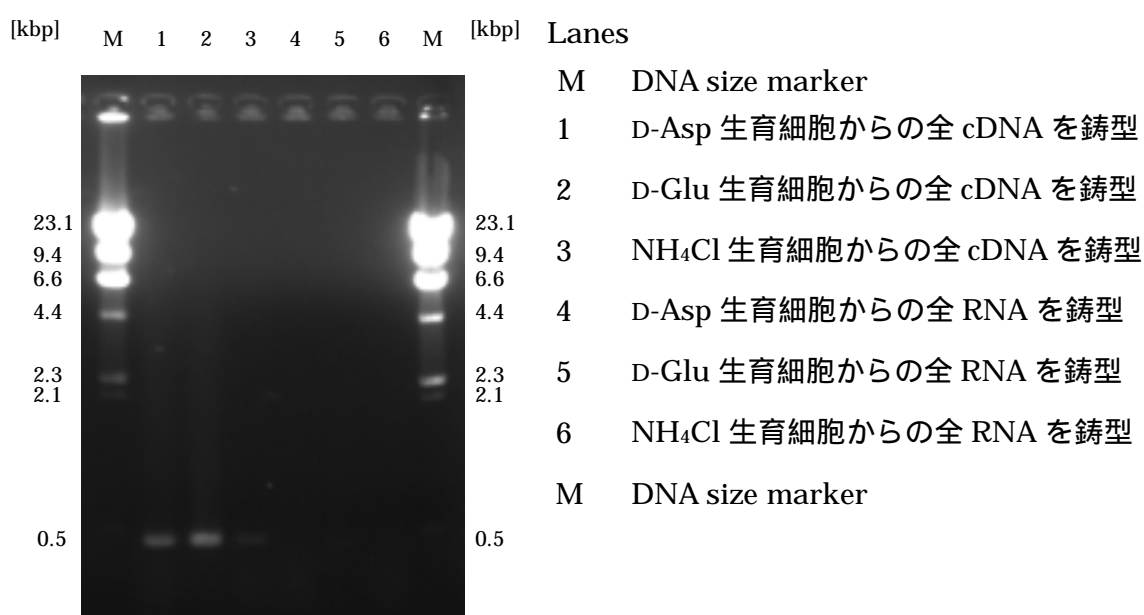 [kbp] M 1 2 3 4 5 6 M [kbp]
23.1 23.1
9.4 9.4
6.6 6.6
4.4 4.4
2.3 2.3
2.1 2.1
0.5 0.5
Lanes
M DNA size marker
1 D-Asp 生育細胞からの全 cDNA を鋳型
2 D-Glu 生育細胞からの全 cDNA を鋳型
3 NH₄Cl 生育細胞からの全 cDNA を鋳型
4 D-Asp 生育細胞からの全 RNA を鋳型
5 D-Glu 生育細胞からの全 RNA を鋳型
6 NH₄Cl 生育細胞からの全 RNA を鋳型
M DNA size marker